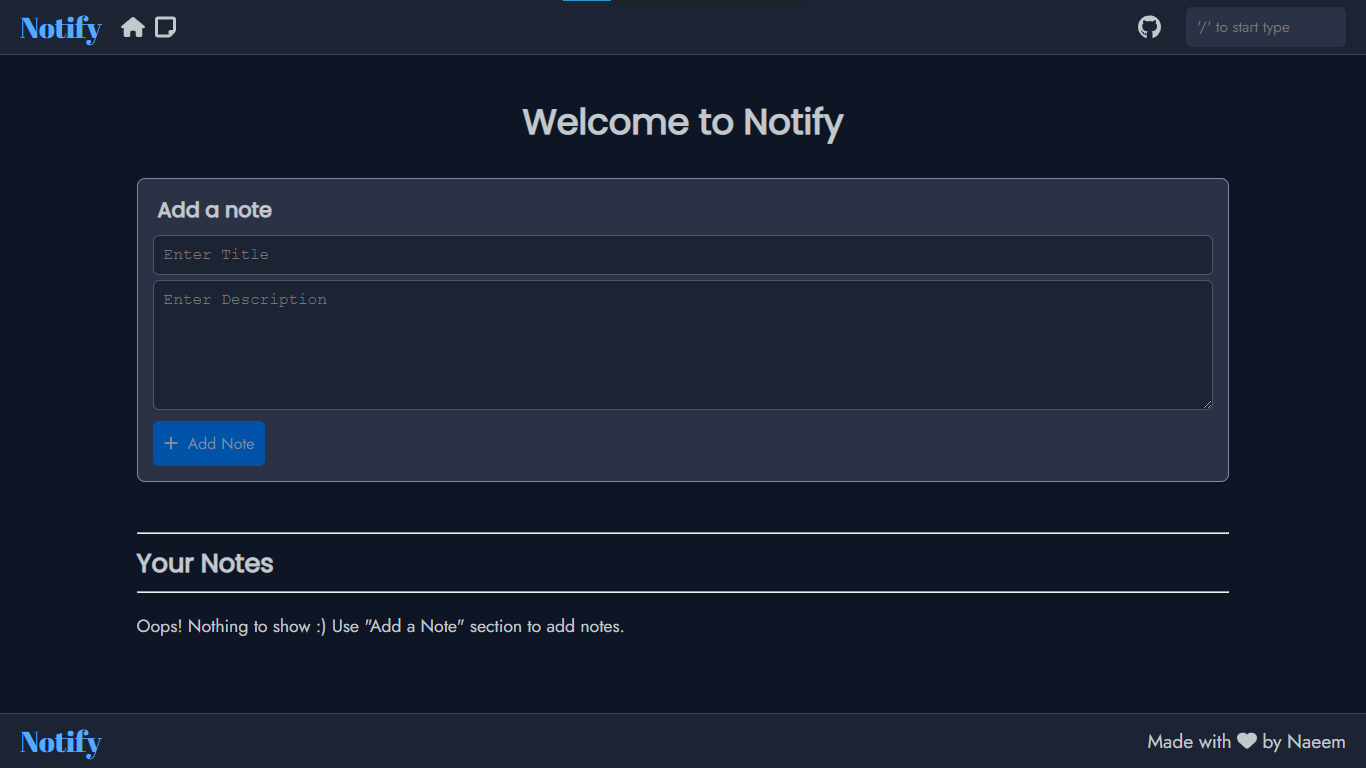 Notify
'/' to start type
Welcome to Notify
Add a note
Enter Title
Enter Description
+ Add Note
Your Notes
Oops! Nothing to show :) Use "Add a Note" section to add notes.
Notify
Made with ♥ by Naeem